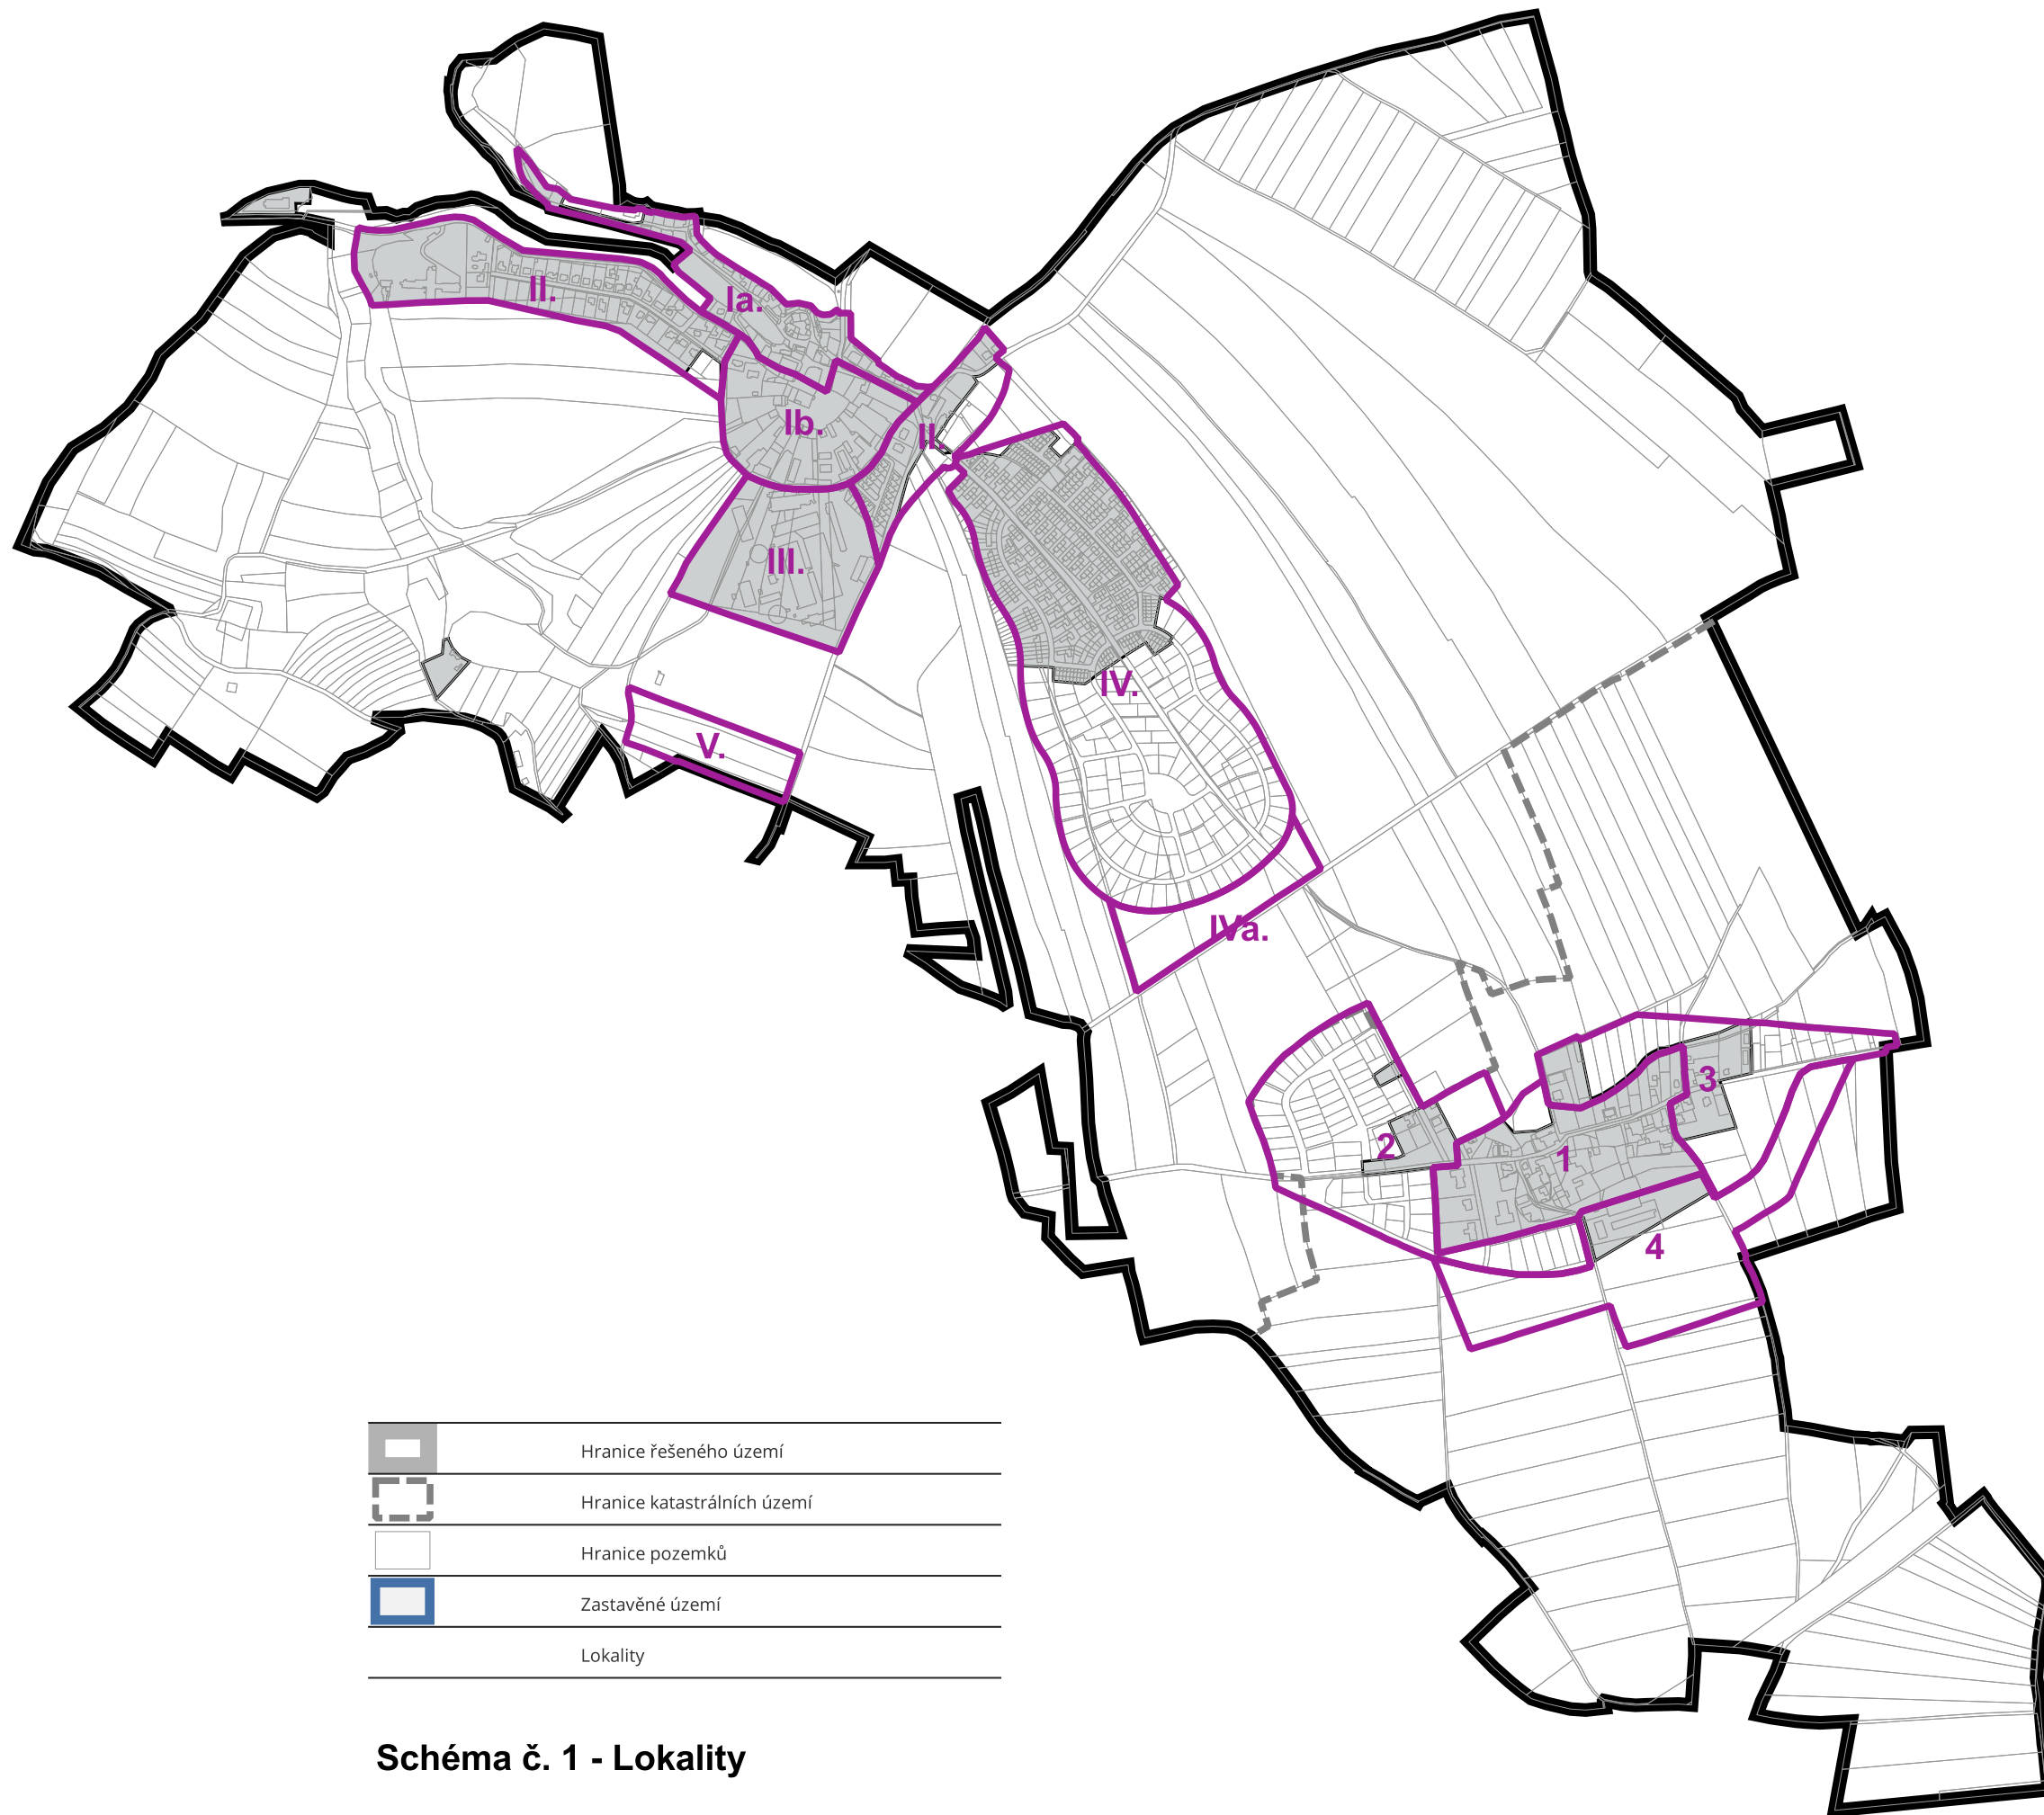 II.
Ia.
Ib.
II.
III.
IV.
V.
IVa.
3
2
1
4
Hranice řešeného území
Hranice katastrálních území
Hranice pozemků
Zastavěné území
Lokality
Schéma č. 1 - Lokality